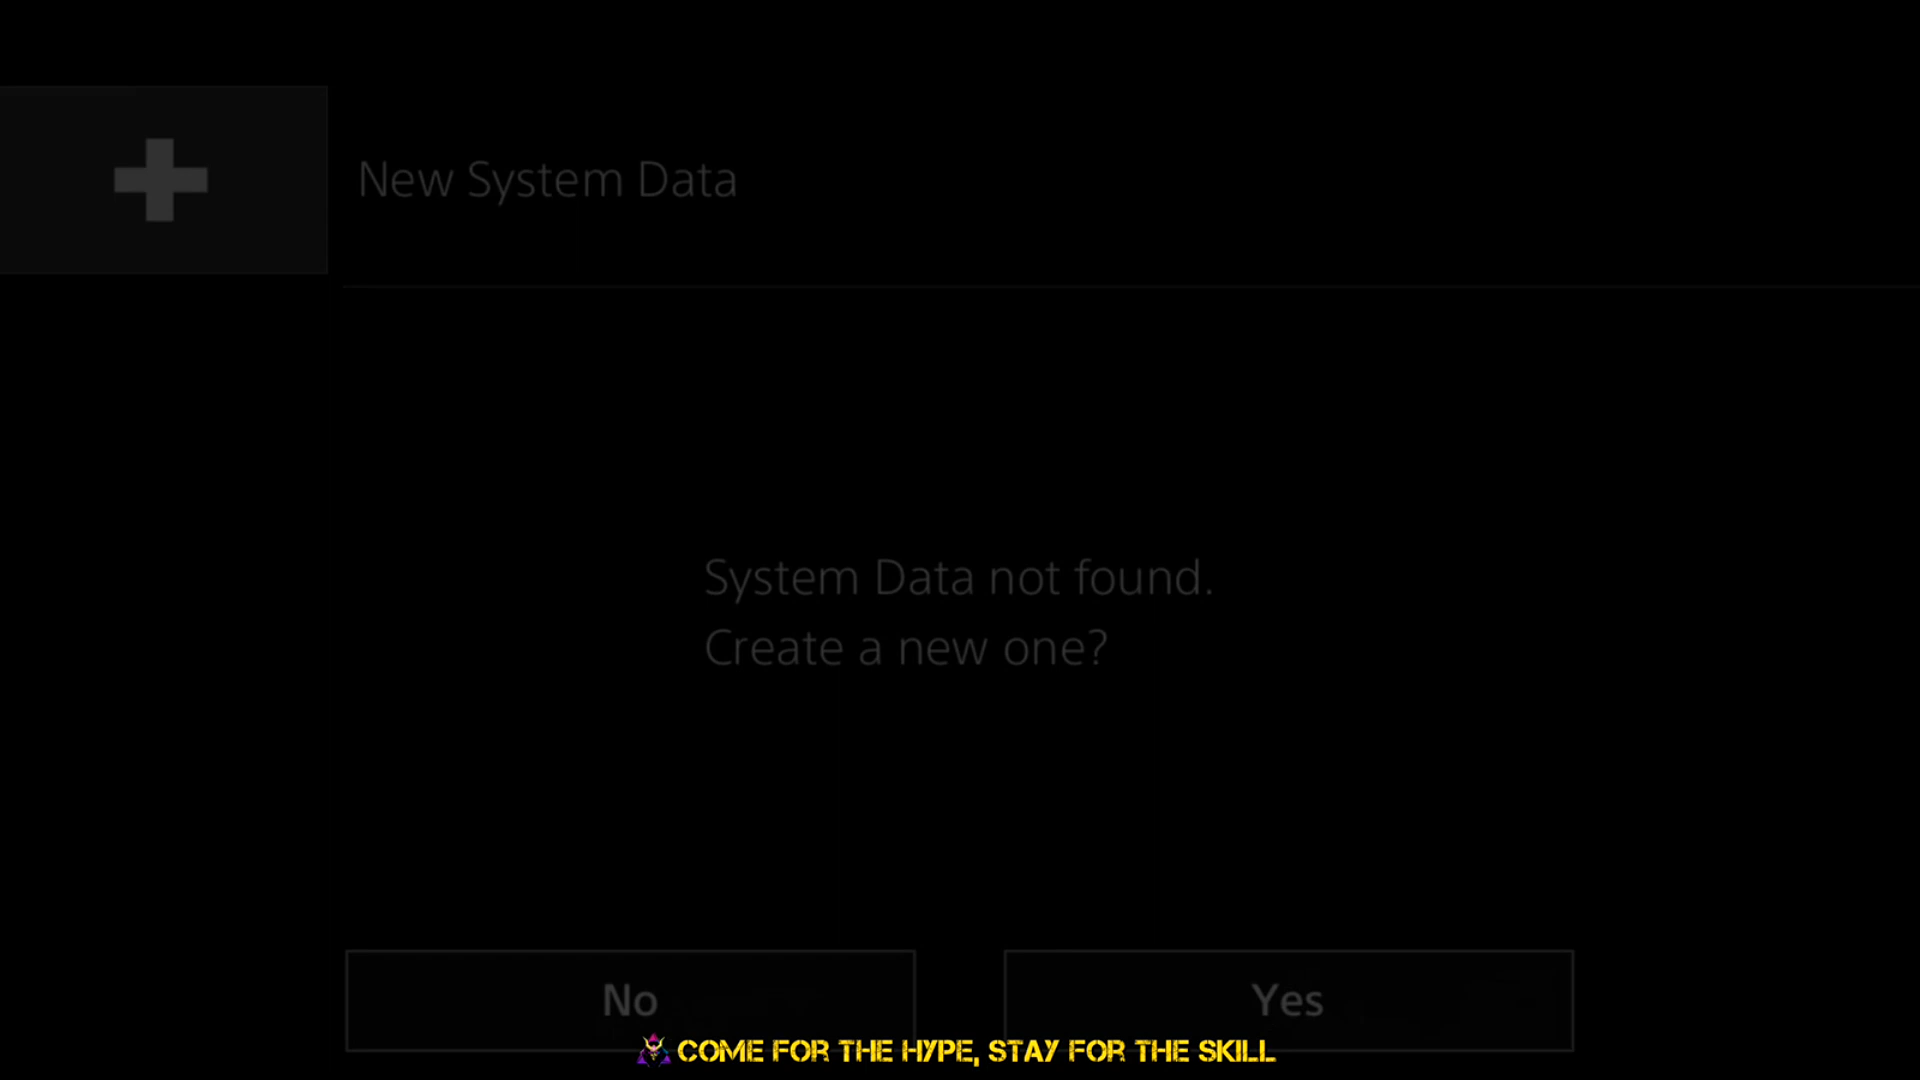 New System Data
System Data not found.
Create a new one?
No
Yes
COME FOR THE HYPE, STAY FOR THE SKILL